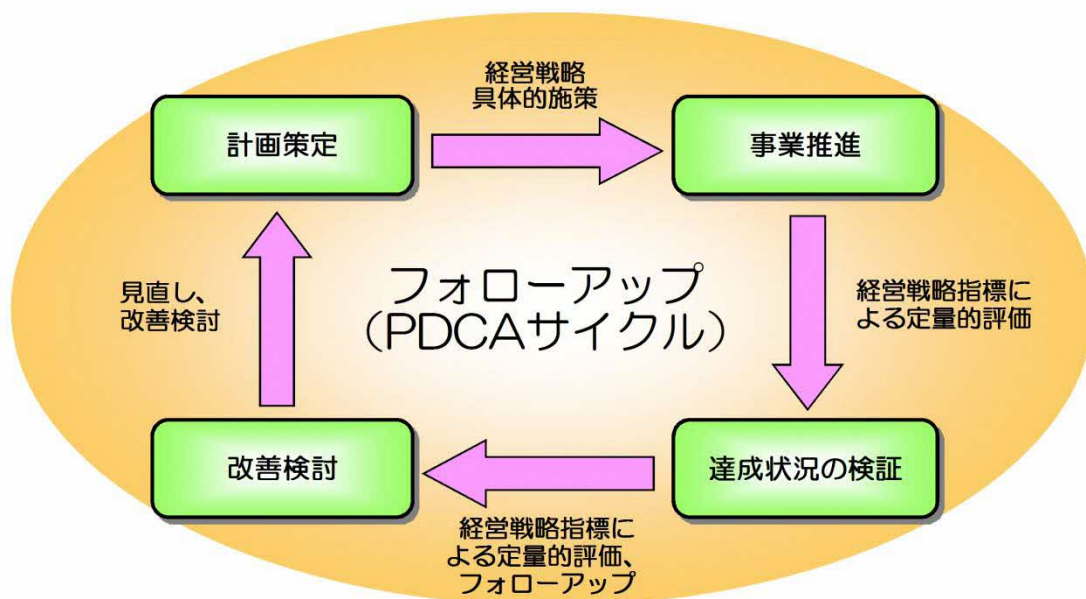 経営戦略
具体的施策
計画策定
事業推進
フォローアップ
（PDCAサイクル）
見直し、
改善検討
経営戦略指標に
よる定量的評価
改善検討
達成状況の検証
経営戦略指標に
よる定量的評価、
フォローアップ